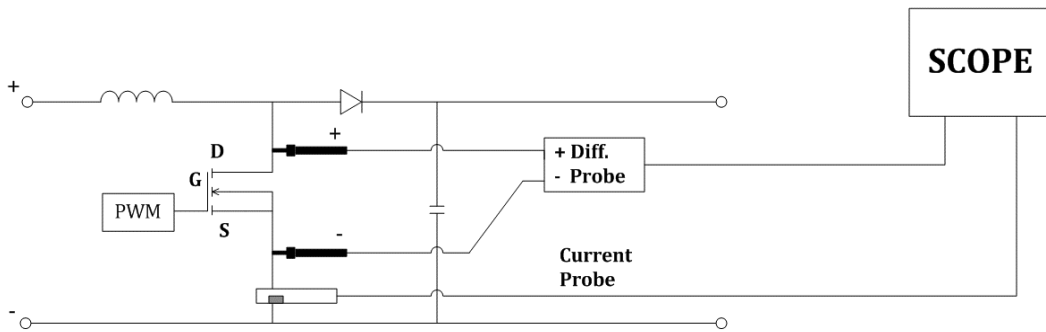 SCOPE
+
+
D
+ Diff.
- Probe
G
PWM
S
-
Current
Probe
-